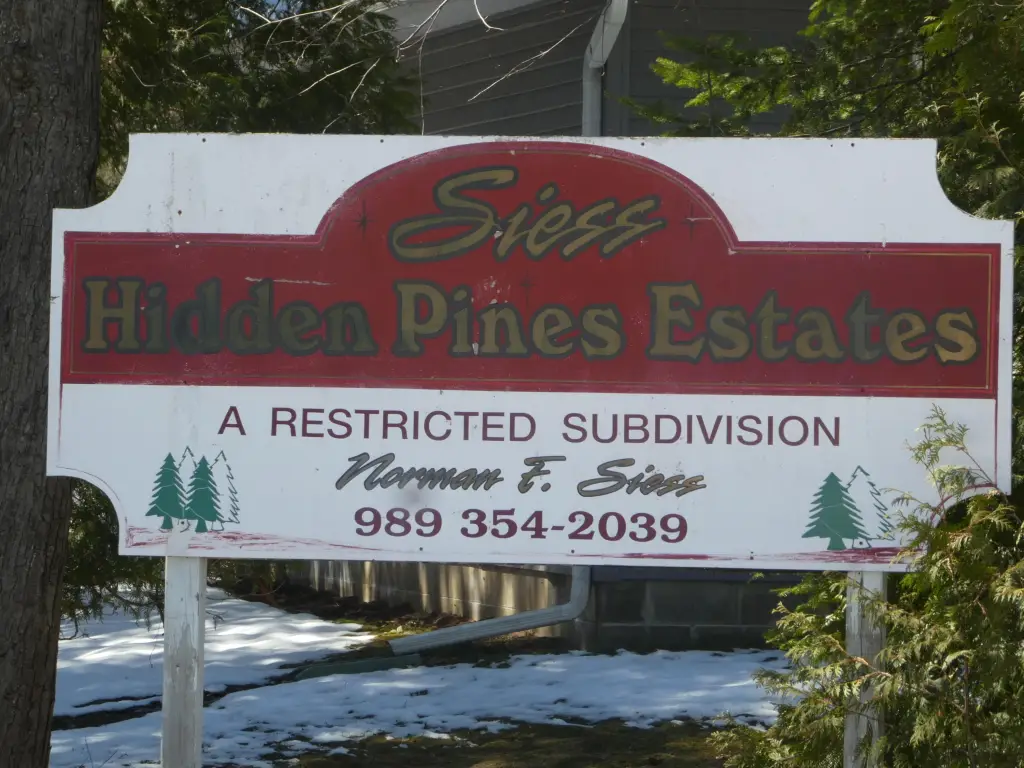 Siess
Hidden Pines Estates
A RESTRICTED SUBDIVISION
Norman F. Siess
989 354-2039